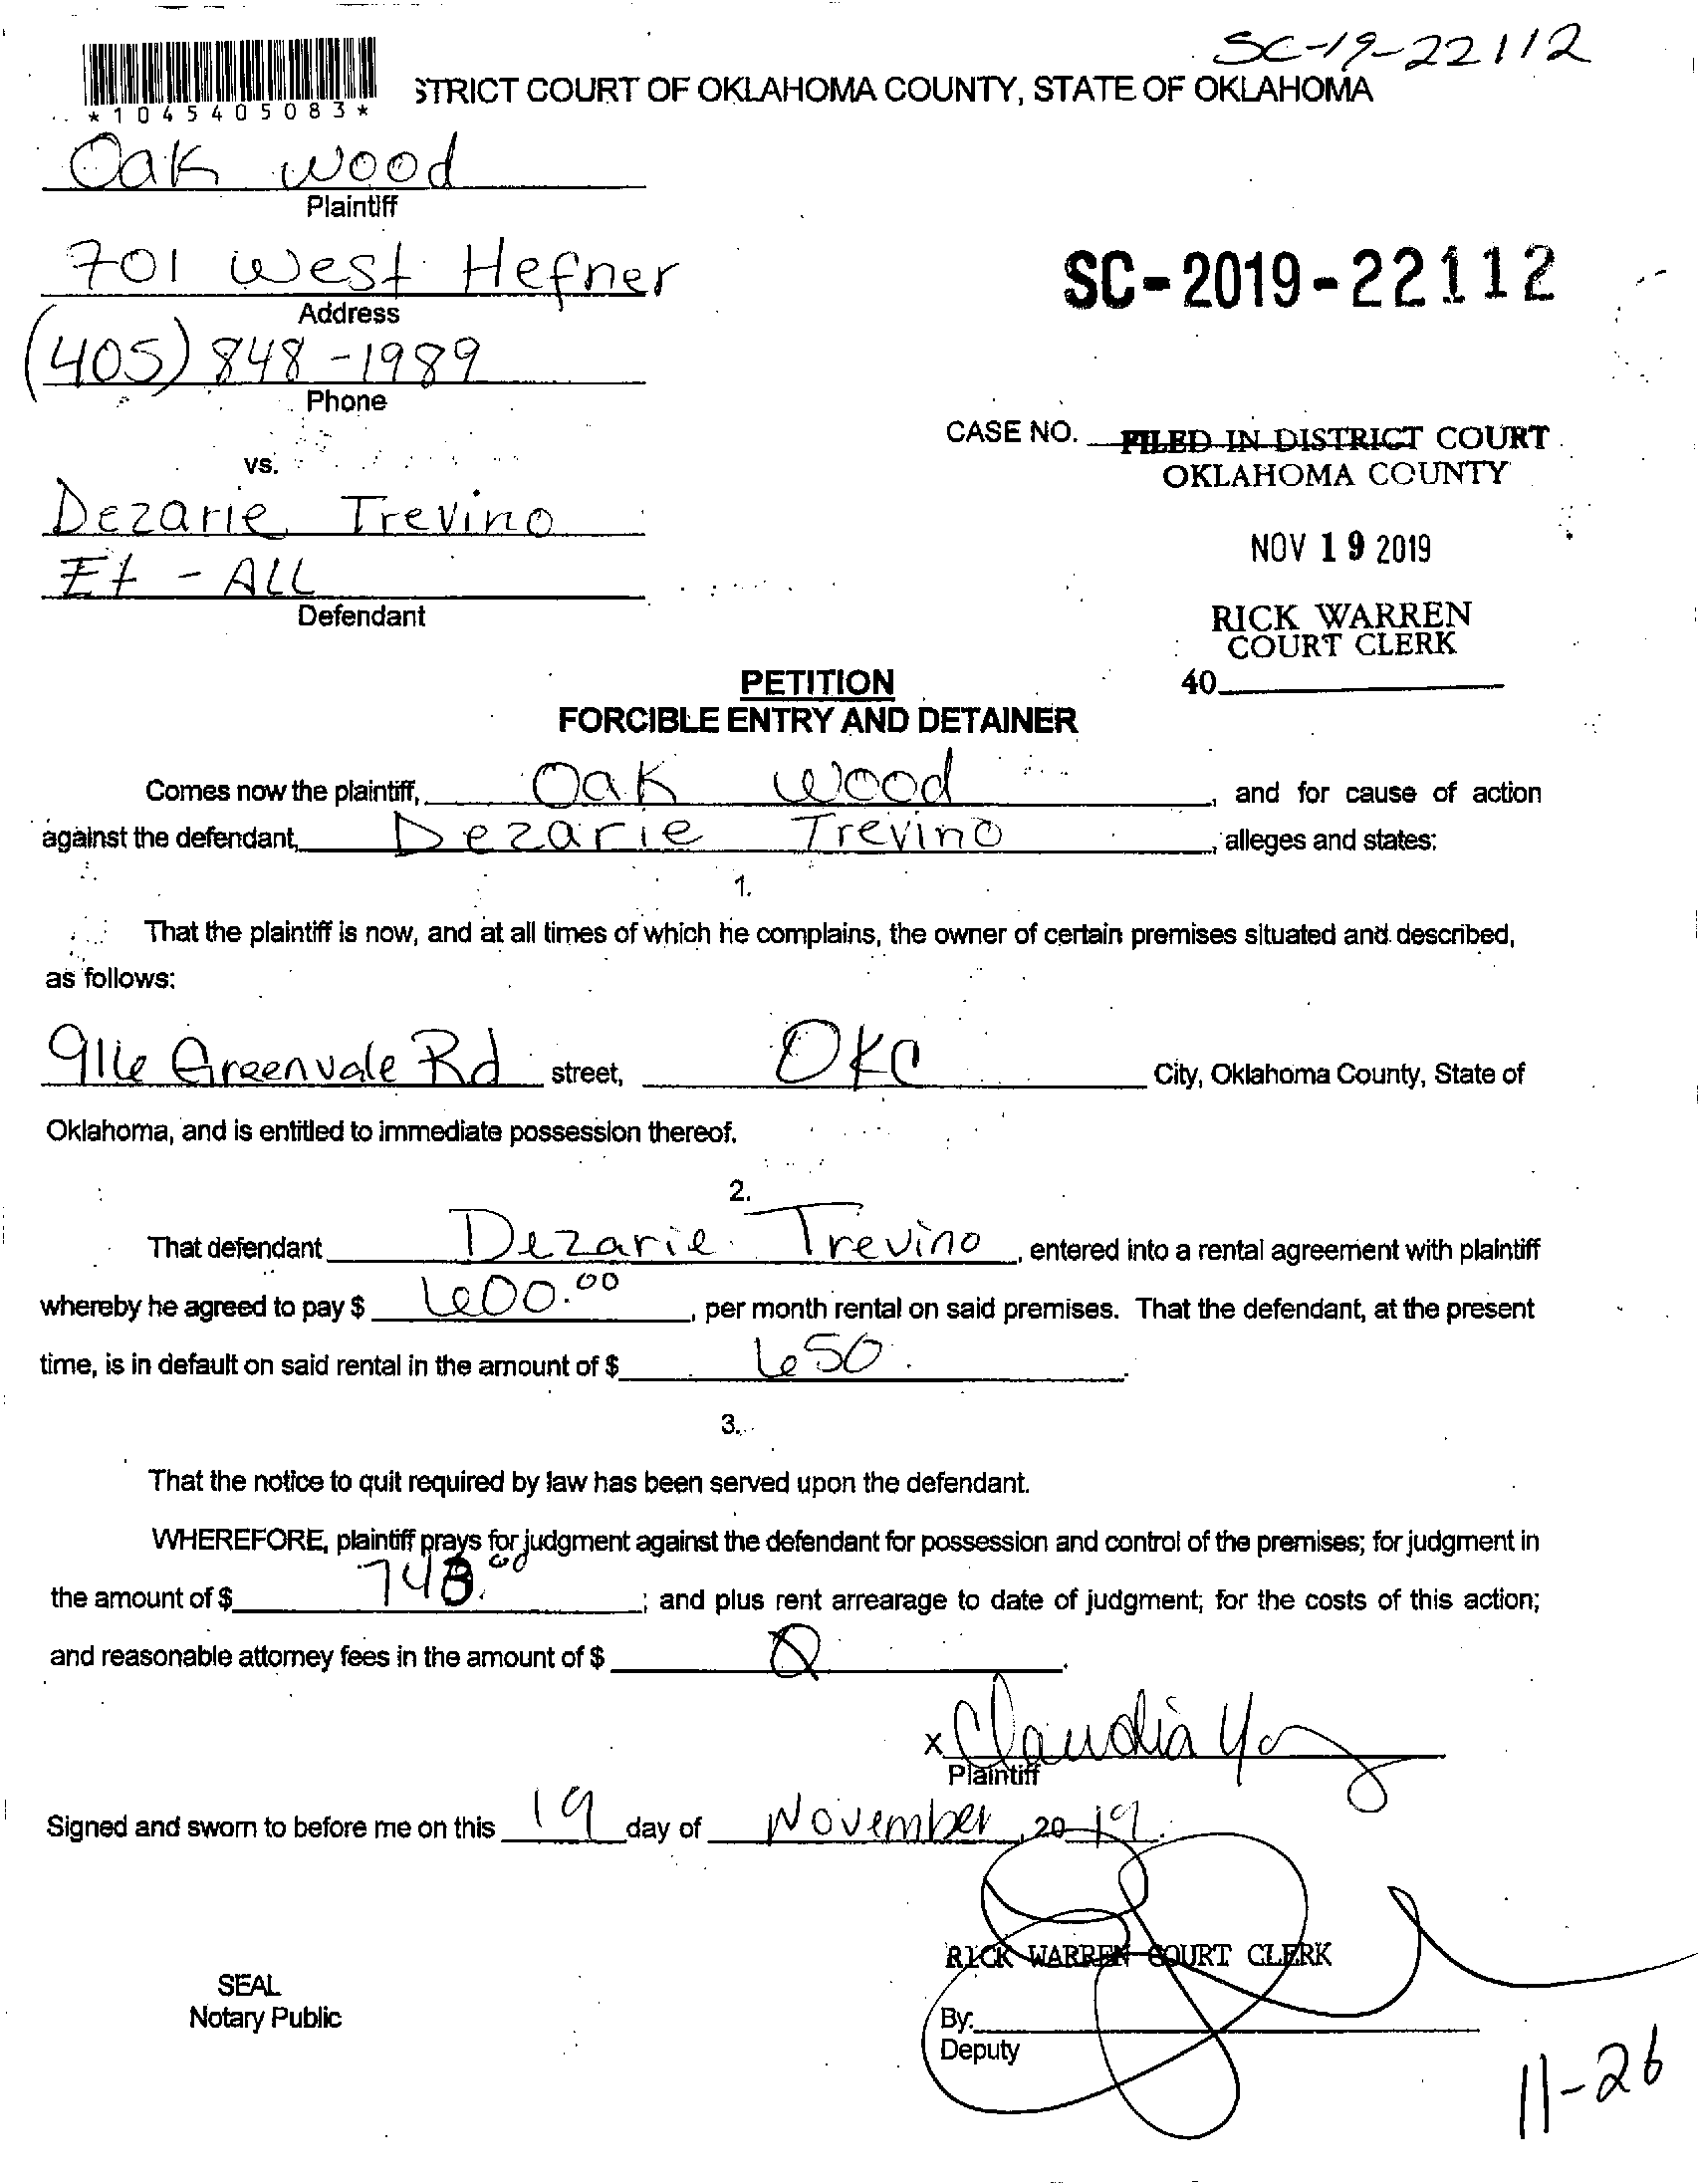 SC-19-22112
STRICT COURT OF OKLAHOMA COUNTY, STATE OF OKLAHOMA
*1045405083*
Oak Wood
Plaintiff
701 West Hefner
Address
SC-2019-22112
(405) 848-1989
Phone
CASE NO. FILED IN DISTRICT COURT
OKLAHOMA COUNTY
vs.
Dezarie Trevino
NOV 19 2019
Et - ALL
Defendant
RICK WARREN
COURT CLERK
40
PETITION
FORCIBLE ENTRY AND DETAINER
Comes now the plaintiff, Oak Wood, and for cause of action
against the defendant, Dezarie Trevino, alleges and states:
1.
That the plaintiff is now, and at all times of which he complains, the owner of certain premises situated and described,
as follows:
916 Greenvale Rd street, OKC City, Oklahoma County, State of
Oklahoma, and is entitled to immediate possession thereof.
2.
That defendant Dezarie Trevino, entered into a rental agreement with plaintiff
whereby he agreed to pay $ 600.00, per month rental on said premises. That the defendant, at the present
time, is in default on said rental in the amount of $ 650.
3.
That the notice to quit required by law has been served upon the defendant.
WHEREFORE, plaintiff prays for judgment against the defendant for possession and control of the premises; for judgment in
the amount of $ .00; and plus rent arrearage to date of judgment; for the costs of this action;
and reasonable attorney fees in the amount of $
x Claudia
Plaintiff
Signed and sworn to before me on this 19 day of November, 20 19.
RICK WARREN COURT CLERK
SEAL
Notary Public
By:
Deputy
11-26